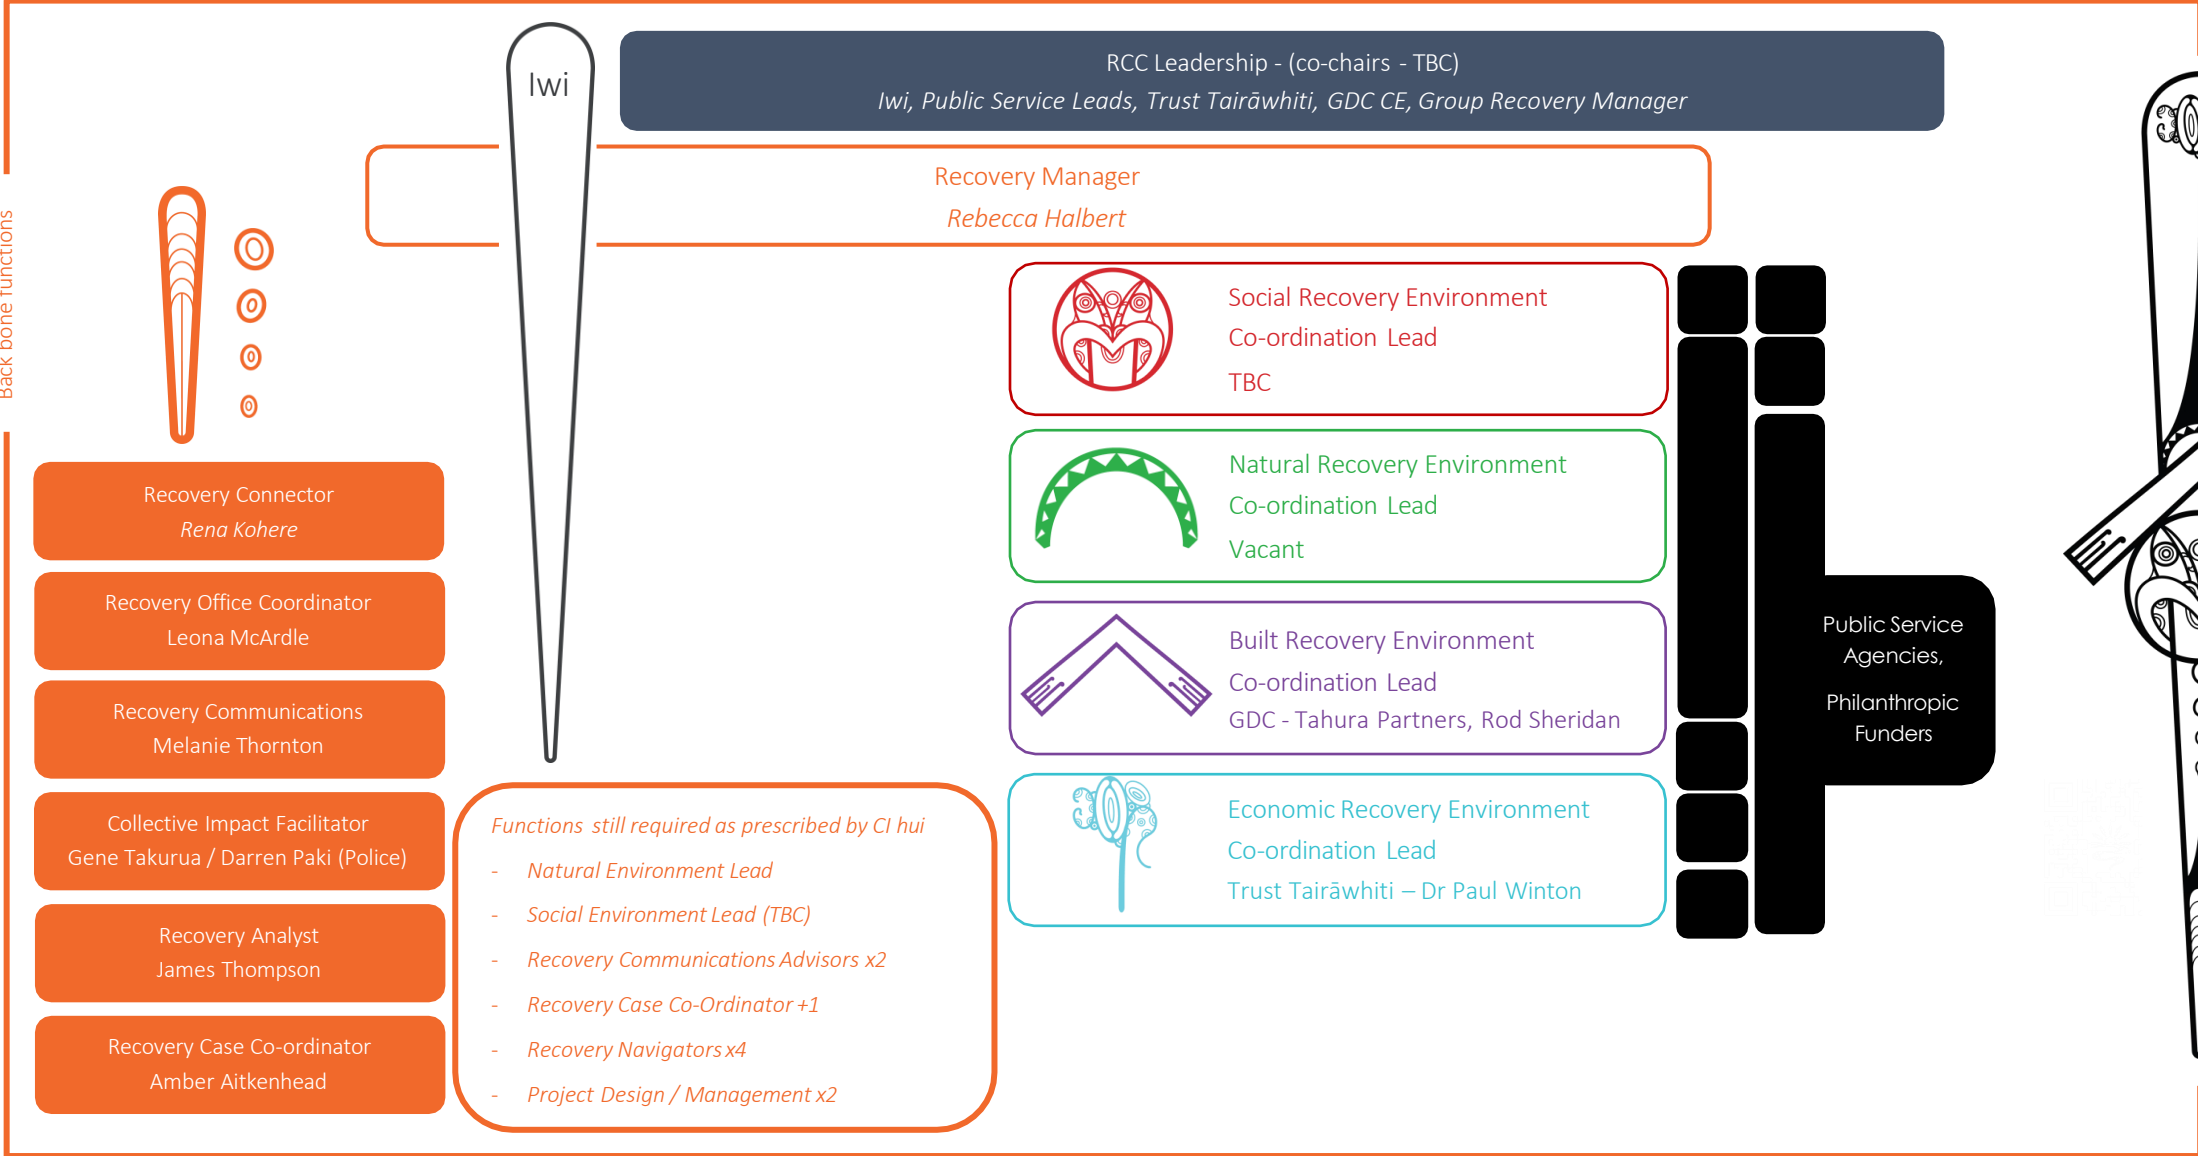 Iwi
RCC Leadership - (co-chairs - TBC)
Iwi, Public Service Leads, Trust Tairāwhiti, GDC CE, Group Recovery Manager
Recovery Manager
Rebecca Halbert
Back bone functions
Recovery Connector
Rena Kohere
Recovery Office Coordinator
Leona McArdle
Recovery Communications
Melanie Thornton
Collective Impact Facilitator
Gene Takurua / Darren Paki (Police)
Recovery Analyst
James Thompson
Recovery Case Co-ordinator
Amber Aitkenhead
Functions still required as prescribed by CI hui
- Natural Environment Lead
- Social Environment Lead (TBC)
- Recovery Communications Advisors x2
- Recovery Case Co-Ordinator +1
- Recovery Navigators x4
- Project Design / Management x2
Social Recovery Environment
Co-ordination Lead
TBC
Natural Recovery Environment
Co-ordination Lead
Vacant
Built Recovery Environment
Co-ordination Lead
GDC - Tahura Partners, Rod Sheridan
Economic Recovery Environment
Co-ordination Lead
Trust Tairāwhiti – Dr Paul Winton
Public Service
Agencies,
Philanthropic
Funders